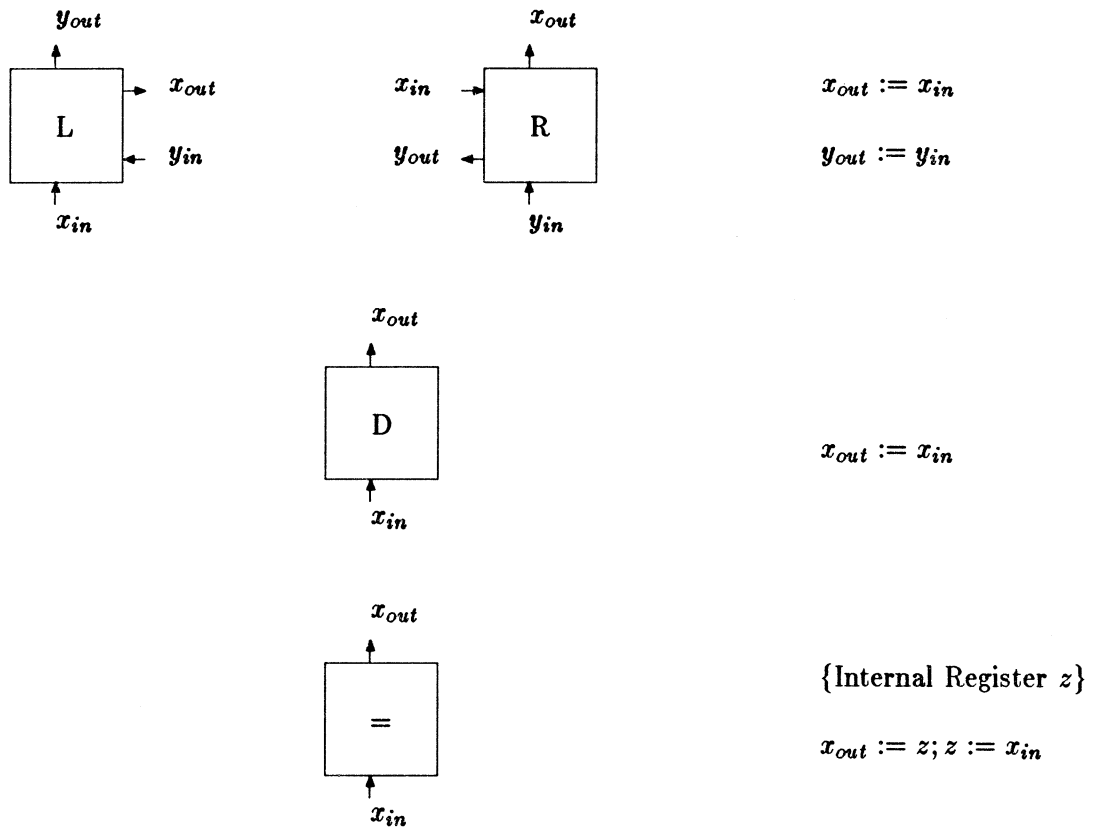 y_out x_out
x_out x_in x_out := x_in
L R
y_in y_out y_out := y_in
x_in y_in
x_out
D
x_out := x_in
x_in
x_out
{Internal Register z}
=
x_out := z; z := x_in
x_in